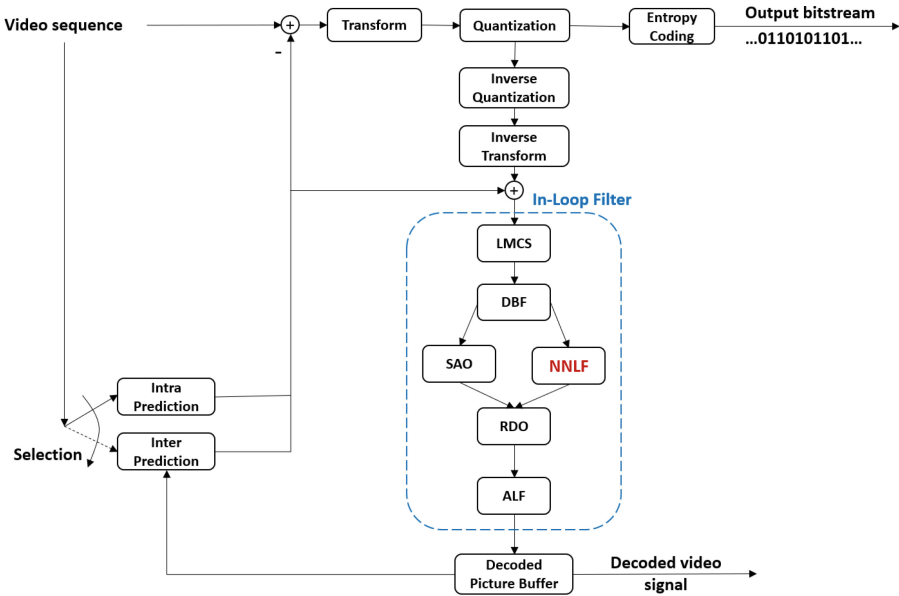 Video sequence
-
Transform
Quantization
Entropy
Coding
Output bitstream
...0110101101...
Inverse
Quantization
Inverse
Transform
In-Loop Filter
LMCS
DBF
SAO
NNLF
RDO
ALF
Intra
Prediction
Inter
Prediction
Selection
Decoded
Picture Buffer
Decoded video
signal